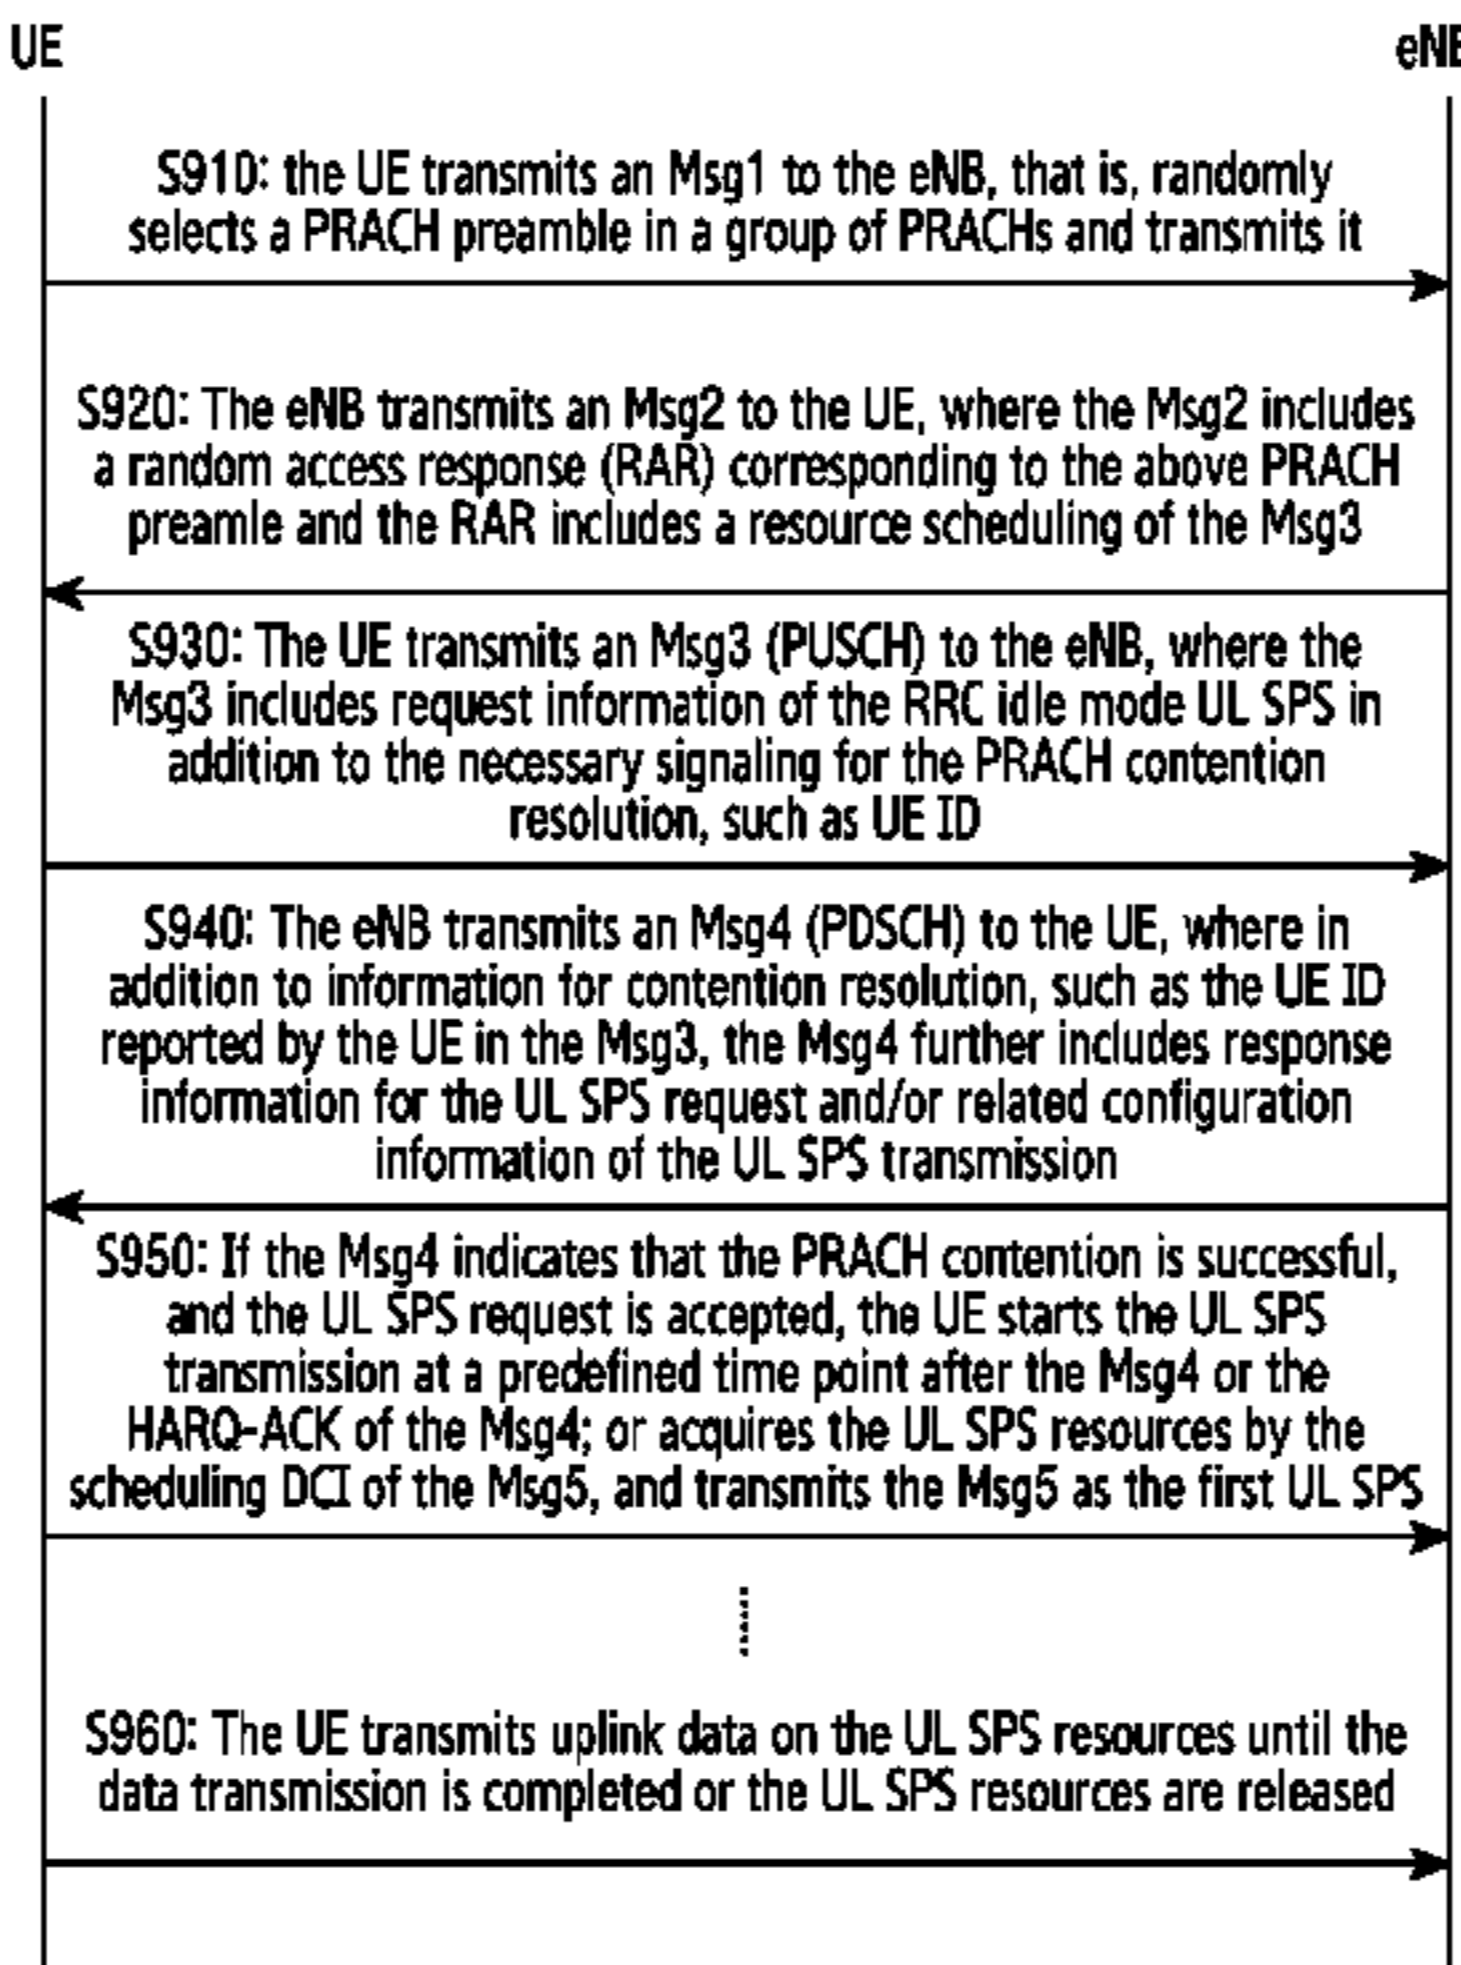 UE
eNB
S910: the UE transmits an Msg1 to the eNB, that is, randomly
selects a PRACH preamble in a group of PRACHs and transmits it
S920: The eNB transmits an Msg2 to the UE, where the Msg2 includes
a random access response (RAR) corresponding to the above PRACH
preamle and the RAR includes a resource scheduling of the Msg3
S930: The UE transmits an Msg3 (PUSCH) to the eNB, where the
Msg3 includes request information of the RRC idle mode UL SPS in
addition to the necessary signaling for the PRACH contention
resolution, such as UE ID
S940: The eNB transmits an Msg4 (PDSCH) to the UE, where in
addition to information for contention resolution, such as the UE ID
reported by the UE in the Msg3, the Msg4 further includes response
information for the UL SPS request and/or related configuration
information of the UL SPS transmission
S950: If the Msg4 indicates that the PRACH contention is successful,
and the UL SPS request is accepted, the UE starts the UL SPS
transmission at a predefined time point after the Msg4 or the
HARQ-ACK of the Msg4; or acquires the UL SPS resources by the
scheduling DCI of the Msg5, and transmits the Msg5 as the first UL SPS
S960: The UE transmits uplink data on the UL SPS resources until the
data transmission is completed or the UL SPS resources are released